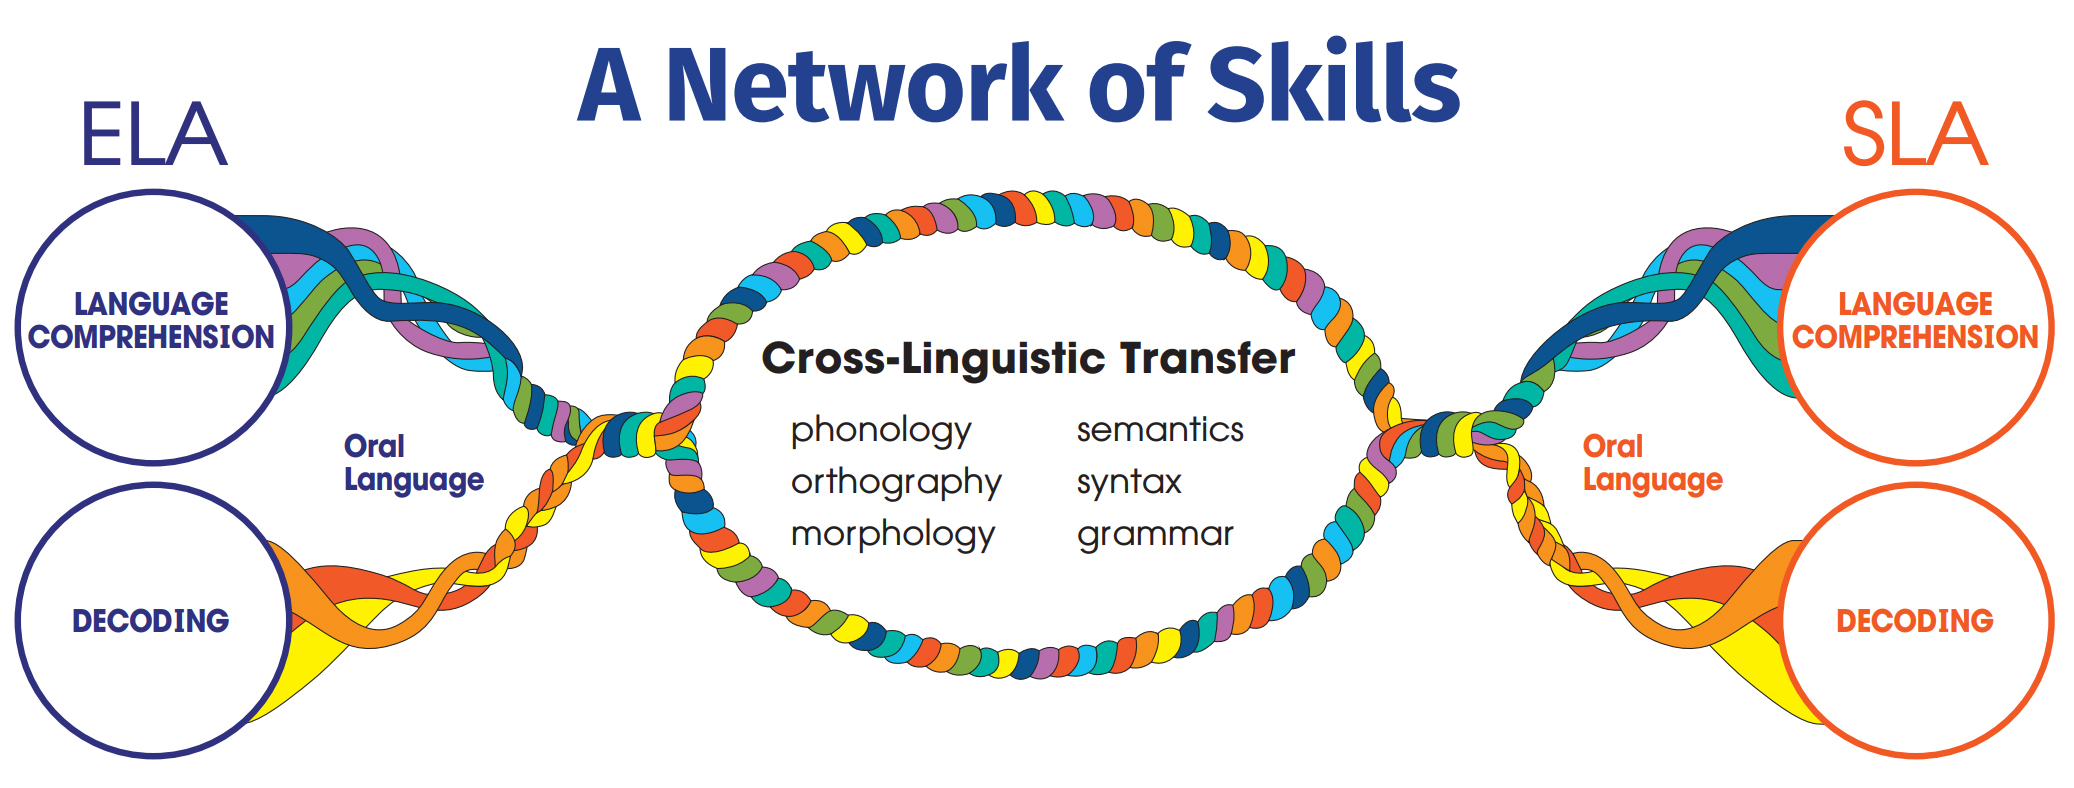 A Network of Skills
ELA
LANGUAGE
COMPREHENSION
Oral
Language
DECODING
Cross-Linguistic Transfer
phonology
orthography
morphology
semantics
syntax
grammar
SLA
LANGUAGE
COMPREHENSION
Oral
Language
DECODING